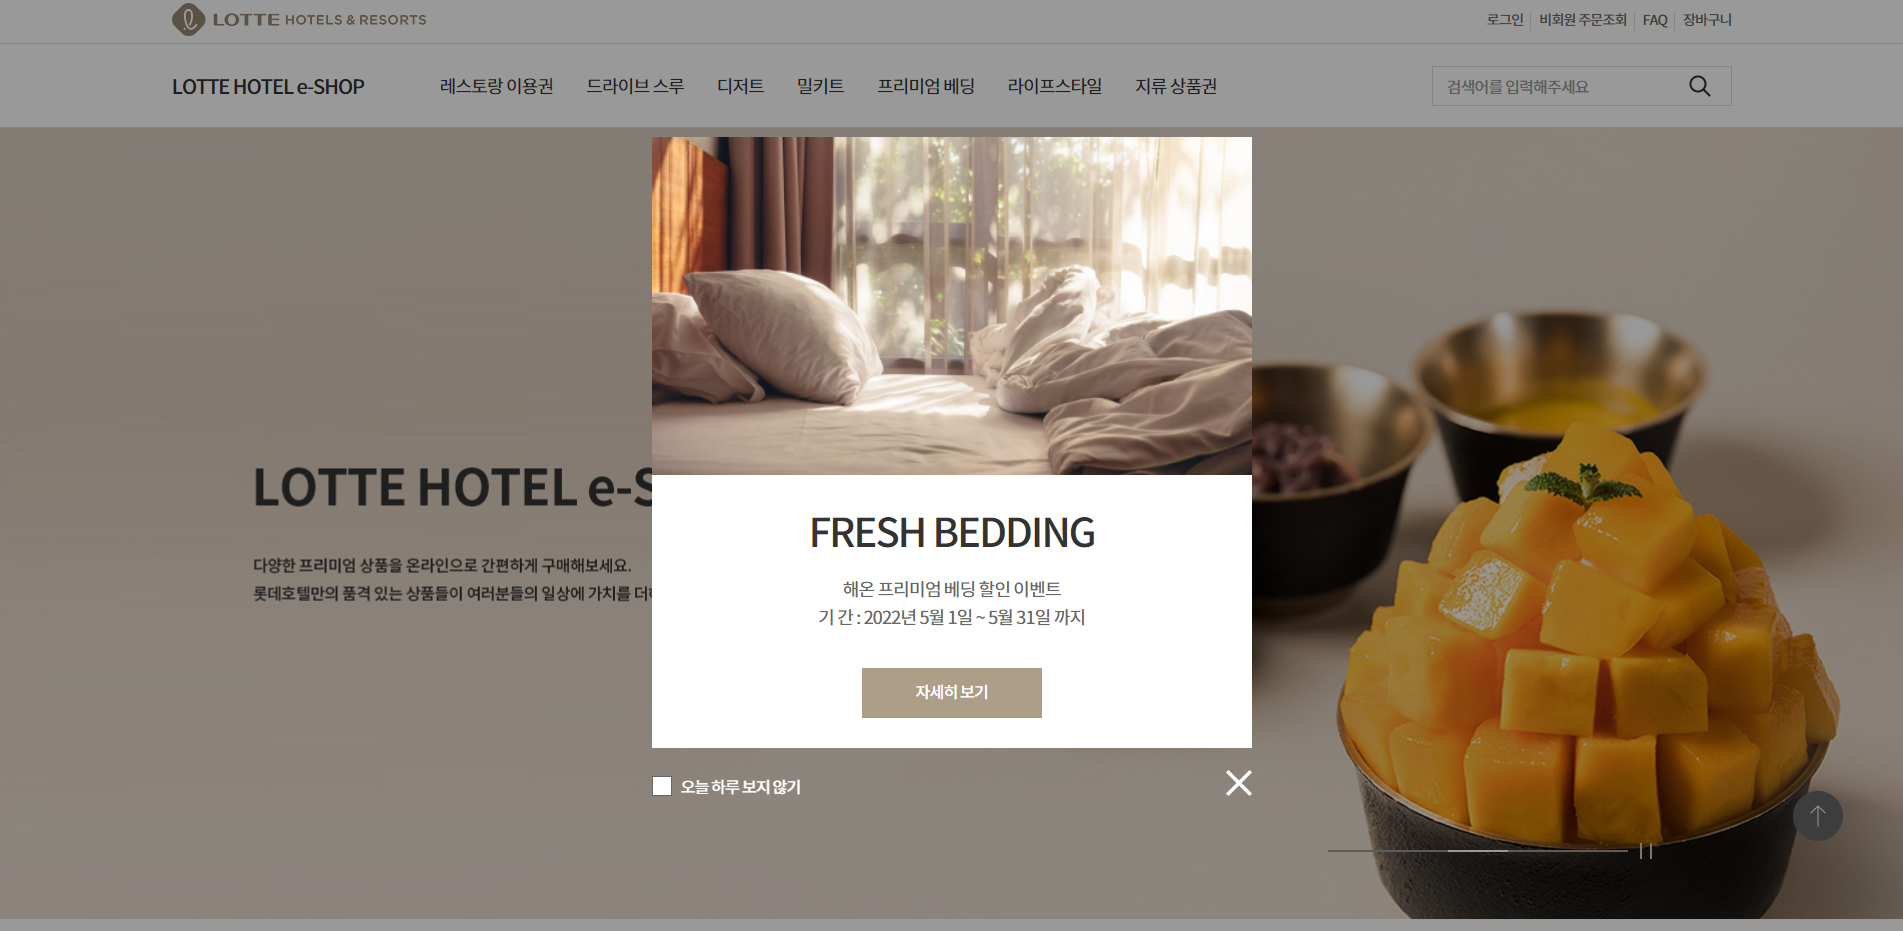 LOTTE HOTELS & RESORTS
로그인 비회원 주문조회 FAQ 장바구니
LOTTE HOTEL e-SHOP 레스토랑 이용권 드라이브 스루 디저트 밀키트 프리미엄 베딩 라이프스타일 지류 상품권 검색어를 입력해주세요
LOTTE HOTEL e-S
다양한 프리미엄 상품을 온라인으로 간편하게 구매해보세요.
롯데호텔만의 품격 있는 상품들이 여러분들의 일상에 가치를
FRESH BEDDING
해온 프리미엄 베딩 할인 이벤트
기 간 : 2022년 5월 1일 ~ 5월 31일 까지
자세히 보기
오늘 하루 보지 않기